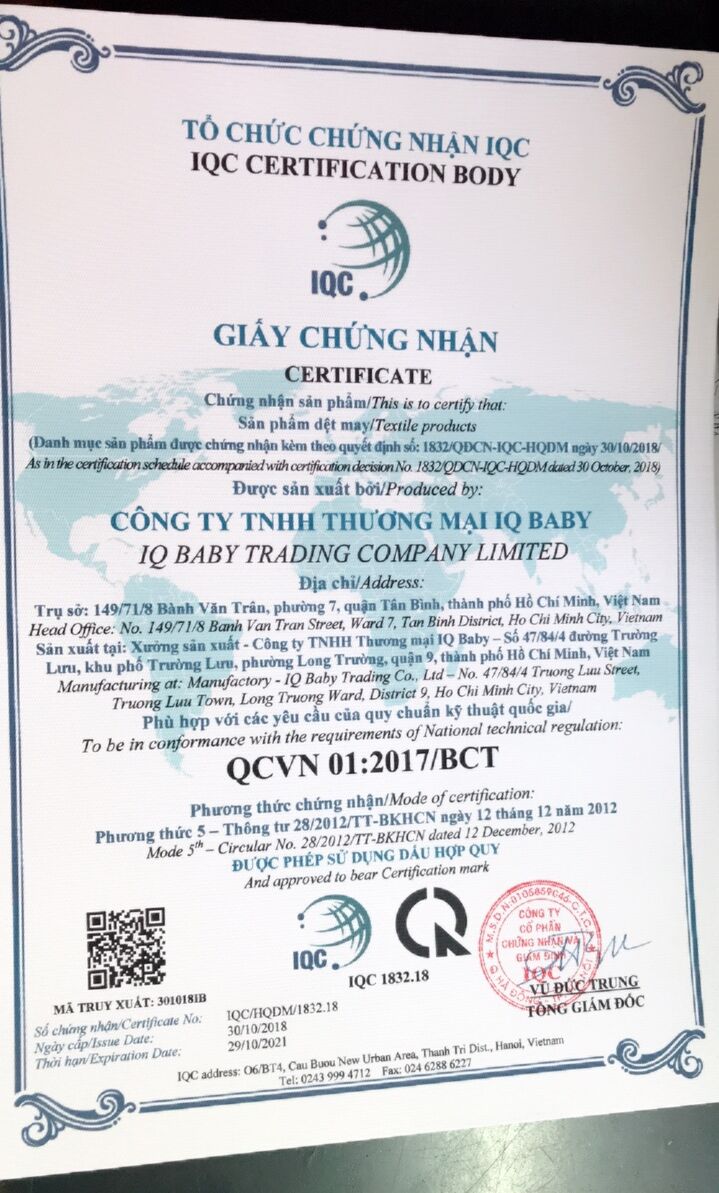 TỔ CHỨC CHỨNG NHẬN IQC
IQC CERTIFICATION BODY
IQC
GIẤY CHỨNG NHẬN
CERTIFICATE
Chứng nhận sản phẩm/This is to certify that:
Sản phẩm dệt may/Textile products
(Danh mục sản phẩm được chứng nhận kèm theo quyết định số: 1832/QĐCN-IQC-HQDM ngày 30/10/2018/
As in the certification schedule accompanied with certification decision No. 1832/QDCN-IQC-HQDM dated 30 October, 2018)
Được sản xuất bởi/Produced by:
CÔNG TY TNHH THƯƠNG MẠI IQ BABY
IQ BABY TRADING COMPANY LIMITED
Địa chỉ/Address:
Trụ sở: 149/71/8 Bành Văn Trân, phường 7, quận Tân Bình, thành phố Hồ Chí Minh, Việt Nam
Head Office: No. 149/71/8 Banh Van Tran Street, Ward 7, Tan Binh District, Ho Chi Minh City, Vietnam
Sản xuất tại: Xưởng sản xuất - Công ty TNHH Thương mại IQ Baby – Số 47/84/4 đường Trường
Lưu, khu phố Trường Lưu, phường Long Trường, quận 9, thành phố Hồ Chí Minh, Việt Nam
Manufacturing at: Manufactory - IQ Baby Trading Co., Ltd – No. 47/84/4 Truong Luu Street,
Truong Luu Town, Long Truong Ward, District 9, Ho Chi Minh City, Vietnam
Phù hợp với các yêu cầu của quy chuẩn kỹ thuật quốc gia/
To be in conformance with the requirements of National technical regulation:
QCVN 01:2017/BCT
Phương thức chứng nhận/Mode of certification:
Phương thức 5 – Thông tư 28/2012/TT-BKHCN ngày 12 tháng 12 năm 2012
Mode 5th – Circular No. 28/2012/TT-BKHCN dated 12 December, 2012
ĐƯỢC PHÉP SỬ DỤNG DẤU HỢP QUY
And approved to bear Certification mark
IQC
IQC 1832.18
M.S.D.N:0105859046-C.T.C.P
CÔNG TY
CỔ PHẦN
CHỨNG NHẬN VÀ
GIÁM ĐỊNH
IQC
VŨ ĐỨC TRUNG
TỔNG GIÁM ĐỐC
MÃ TRUY XUẤT: 301018IB
Số chứng nhận/Certificate No: IQC/HQDM/1832.18
Ngày cấp/Issue Date: 30/10/2018
Thời hạn/Expiration Date: 29/10/2021
IQC address: O6/BT4, Cau Buou New Urban Area, Thanh Tri Dist., Hanoi, Vietnam
Tel: 0243 999 4712 Fax: 024 6288 6227